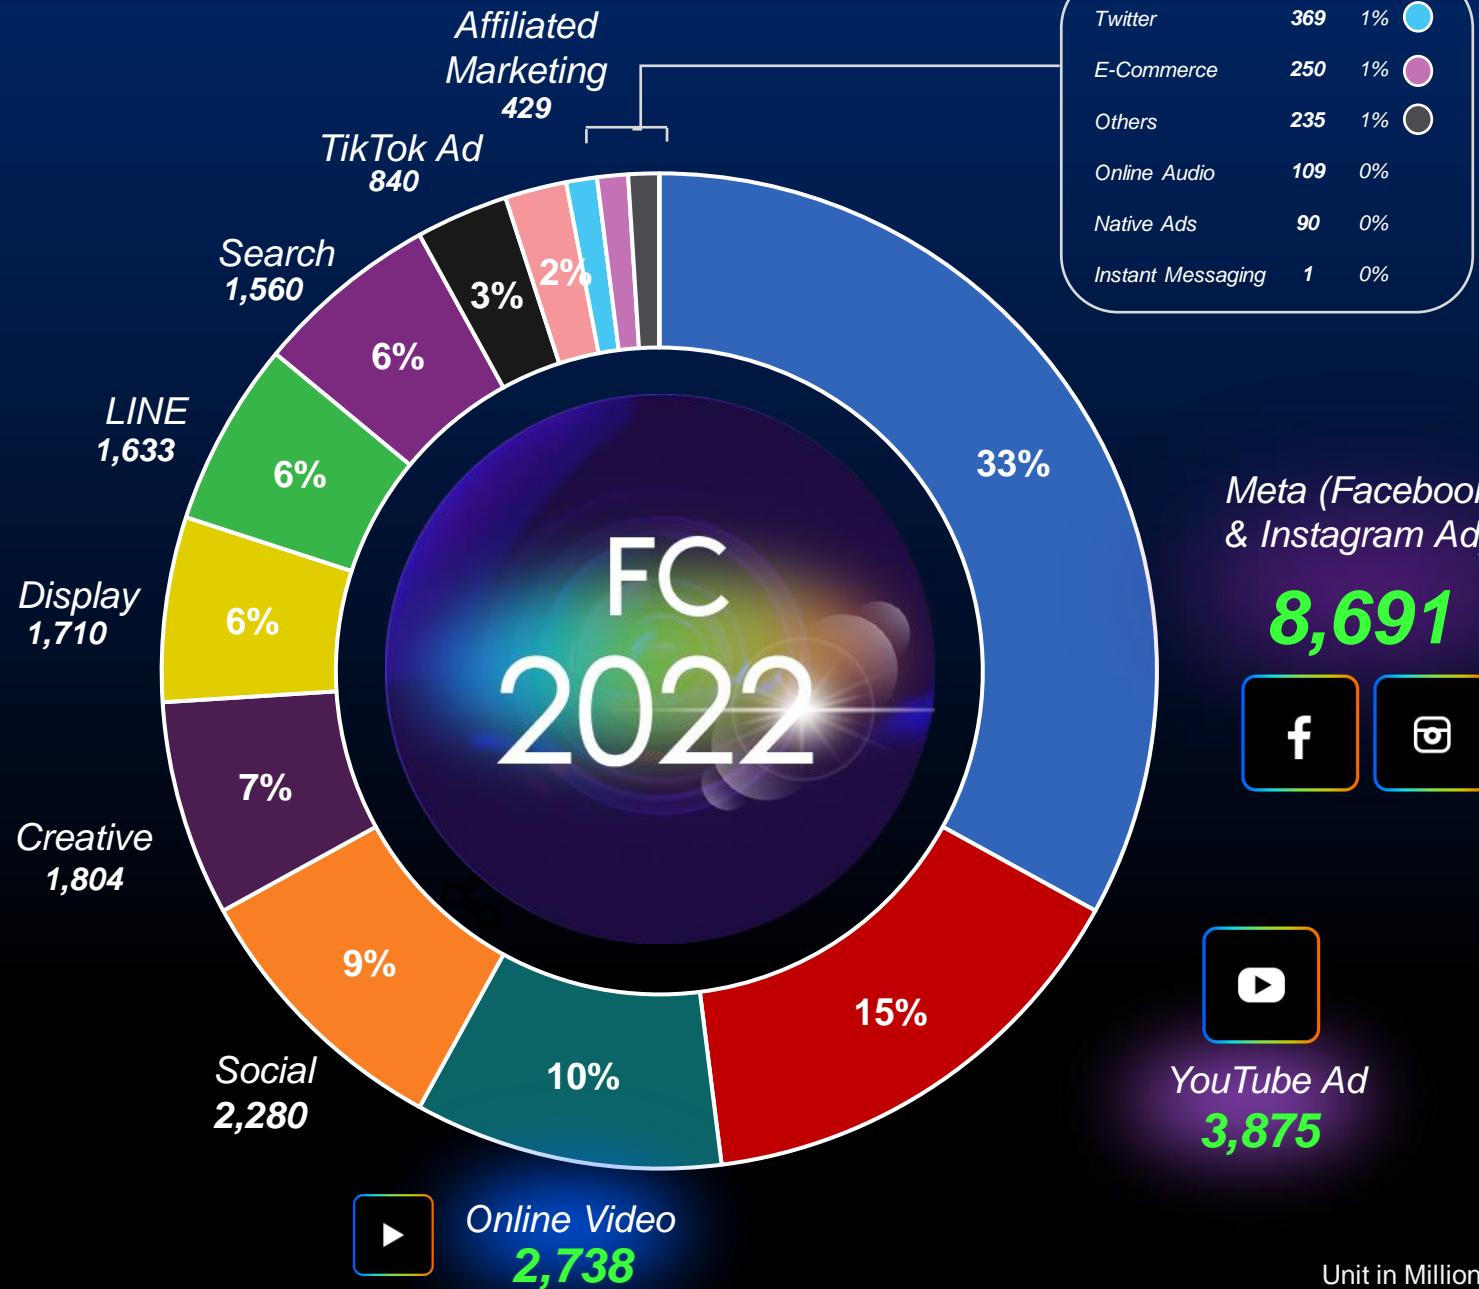 Affiliated
Marketing
429
TikTok Ad
840
Search
1,560
LINE
1,633
Display
1,710
Creative
1,804
Social
2,280
Online Video
2,738
Twitter 369 1%
E-Commerce 250 1%
Others 235 1%
Online Audio 109 0%
Native Ads 90 0%
Instant Messaging 1 0%
33%
15%
10%
9%
7%
6%
6%
6%
3%
2%
FC
2022
Meta (Facebook
& Instagram Ad
8,691
YouTube Ad
3,875
Unit in Million